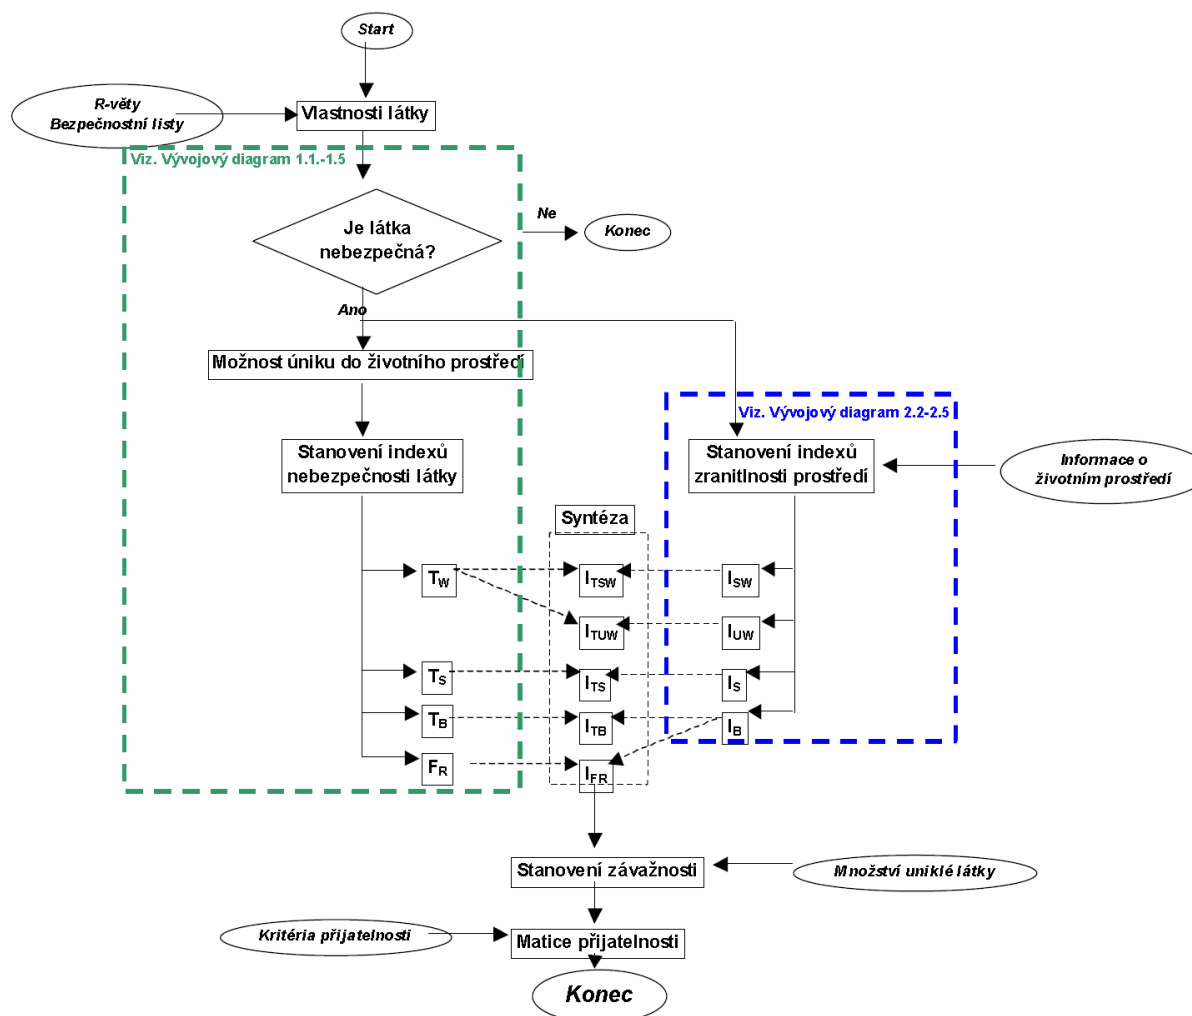 Start
R-věty
Bezpečnostní listy
Vlastnosti látky
Viz. Vývojový diagram 1.1.-1.5
Je látka
nebezpečná?
Ne
Konec
Ano
Možnost úniku do životního prostředí
Viz. Vývojový diagram 2.2-2.5
Stanovení indexů
nebezpečnosti látky
Stanovení indexů
zranitlnosti prostředí
Informace o
životním prostředí
Syntéza
TW
ITSW
ISW
ITUW
IUW
TS
ITS
IS
TB
ITB
IB
FR
IFR
Stanovení závažnosti
Množství uniklé látky
Kritéria přijatelnosti
Matice přijatelnosti
Konec